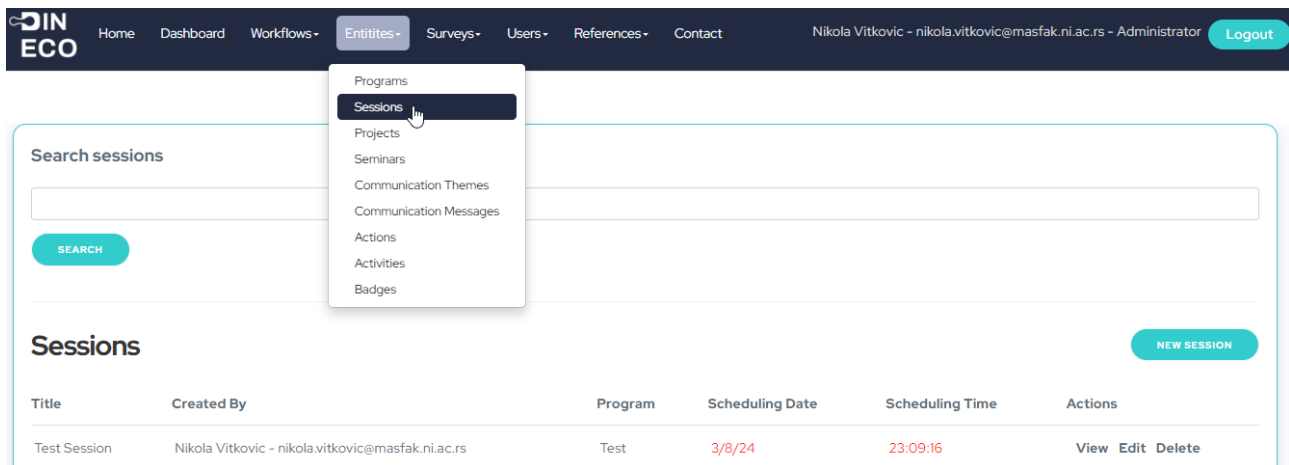 DIN
ECO
Home Dashboard Workflows Entitites Surveys Users References Contact Nikola Vitkovic - nikola.vitkovic@masfak.ni.ac.rs - Administrator Logout
Programs
Sessions
Projects
Seminars
Communication Themes
Communication Messages
Actions
Activities
Badges
Search sessions
SEARCH
Sessions NEW SESSION
Title Created By Program Scheduling Date Scheduling Time Actions
Test Session Nikola Vitkovic - nikola.vitkovic@masfak.ni.ac.rs Test 3/8/24 23:09:16 View Edit Delete